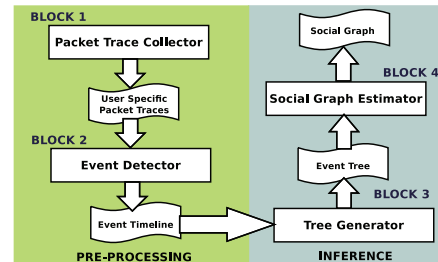 BLOCK 1
Packet Trace Collector
User Specific
Packet Traces
BLOCK 2
Event Detector
Event Timeline
PRE-PROCESSING
Social Graph
BLOCK 4
Social Graph Estimator
Event Tree
BLOCK 3
Tree Generator
INFERENCE